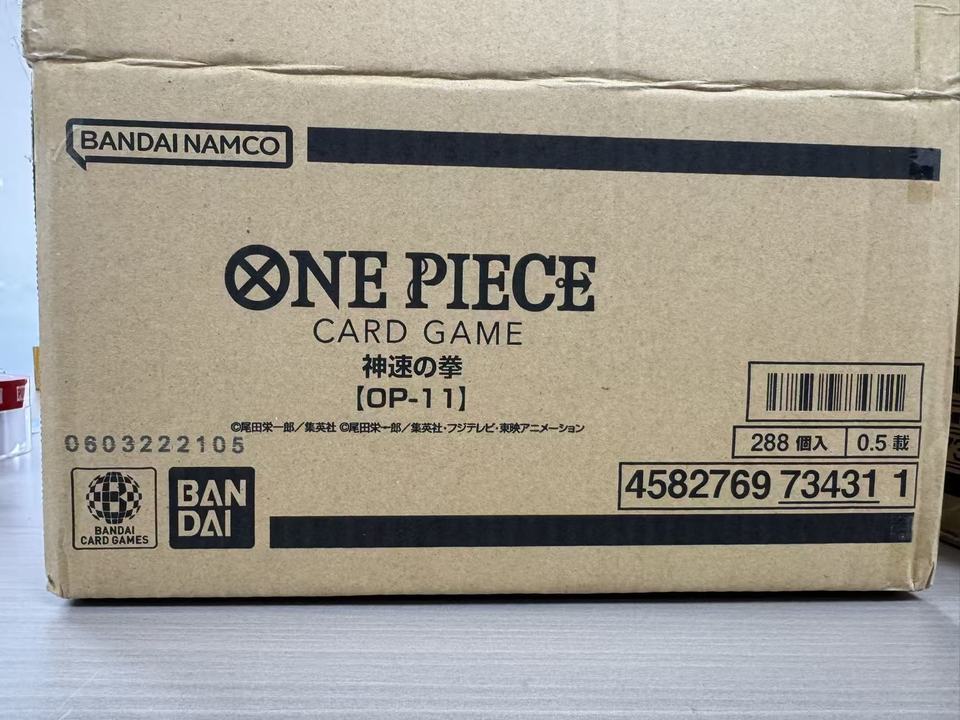 BANDAI NAMCO
ONE PIECE
CARD GAME
神速の拳
【OP-11】
©尾田栄一郎／集英社 ©尾田栄一郎／集英社・フジテレビ・東映アニメーション
0603222105
288 個入 0.5 載
4582769 73431 1
BANDAI
CARD GAMES
BAN
DAI